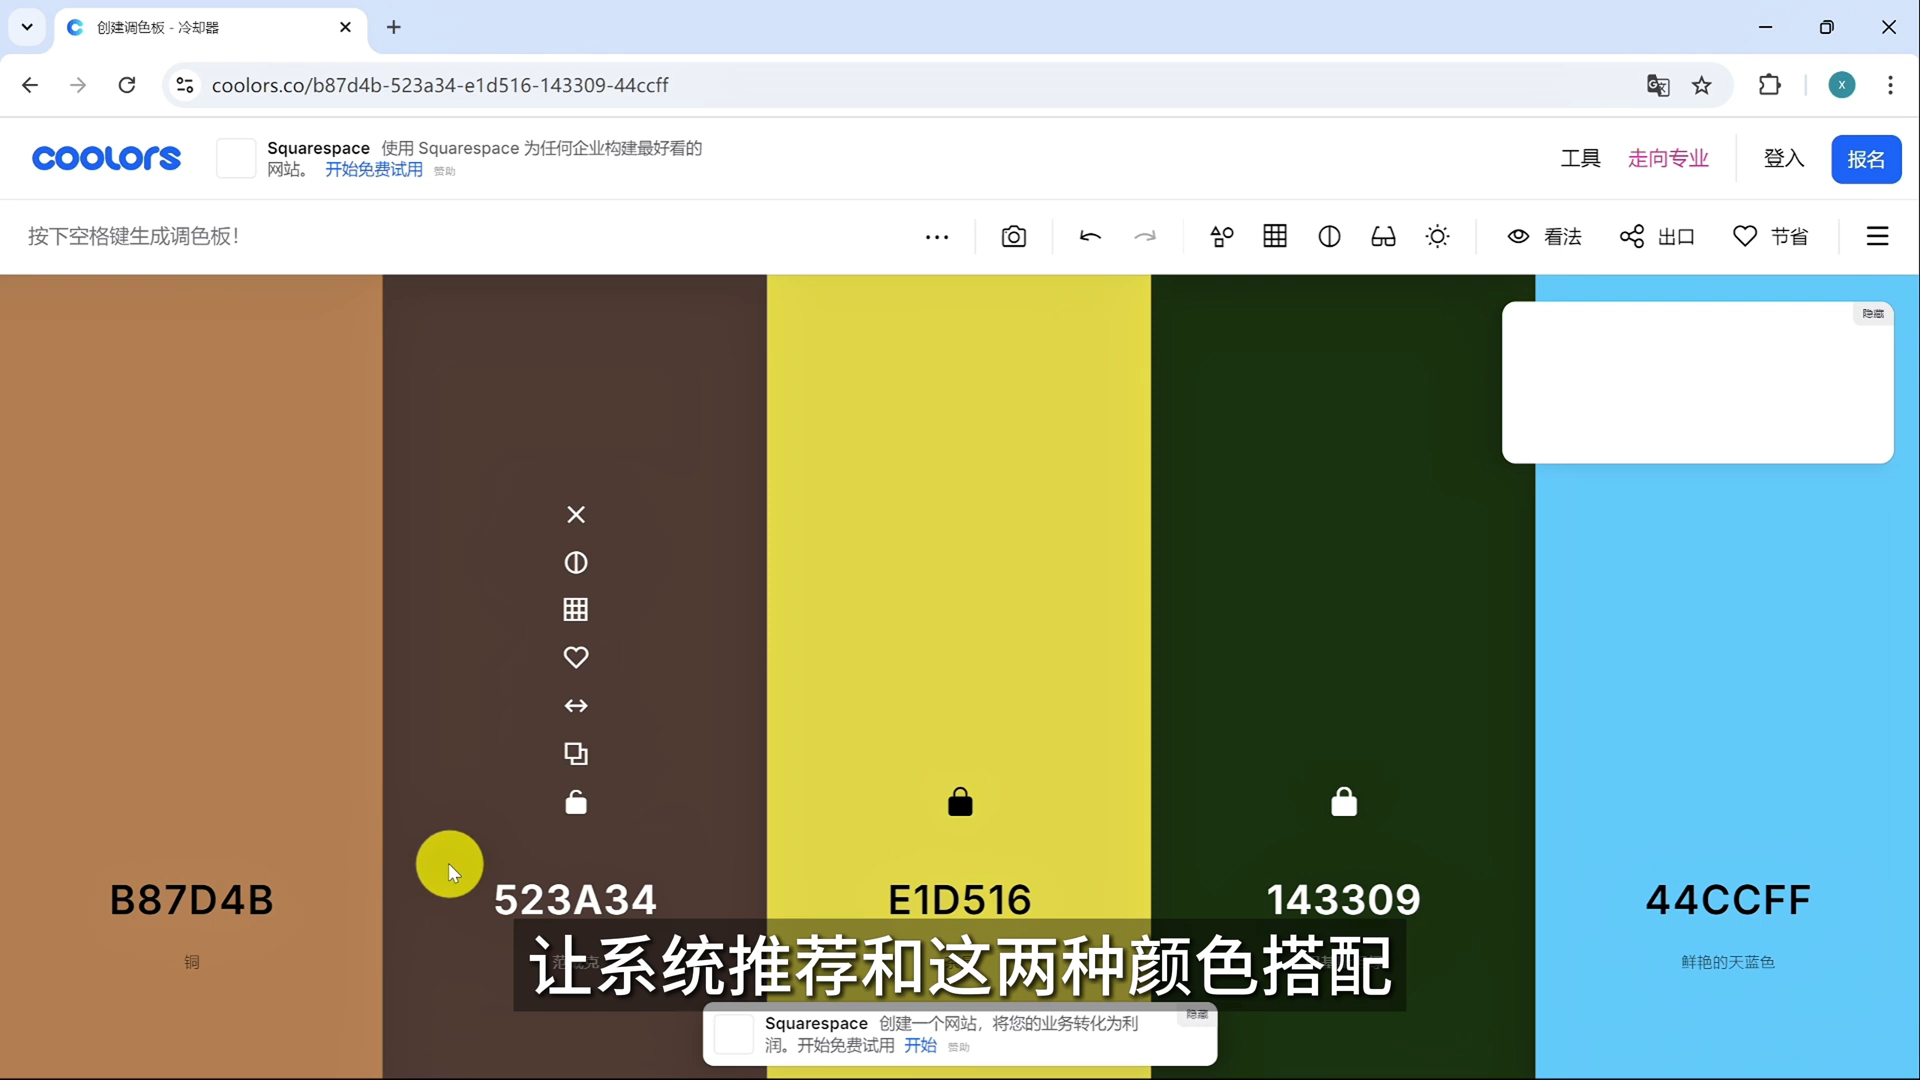 创建调色板 - 冷却器
coolors.co/b87d4b-523a34-e1d516-143309-44ccff
X
coolors
Squarespace 使用 Squarespace 为任何企业构建最好看的
网站。 开始免费试用 赞助
工具
走向专业
登入
报名
按下空格键生成调色板！
看法
出口
节省
隐藏
B87D4B
523A34
E1D516
143309
44CCFF
铜
鲜艳的天蓝色
让系统推荐和这两种颜色搭配
Squarespace 创建一个网站，将您的业务转化为利
润。开始免费试用 开始 赞助
隐藏